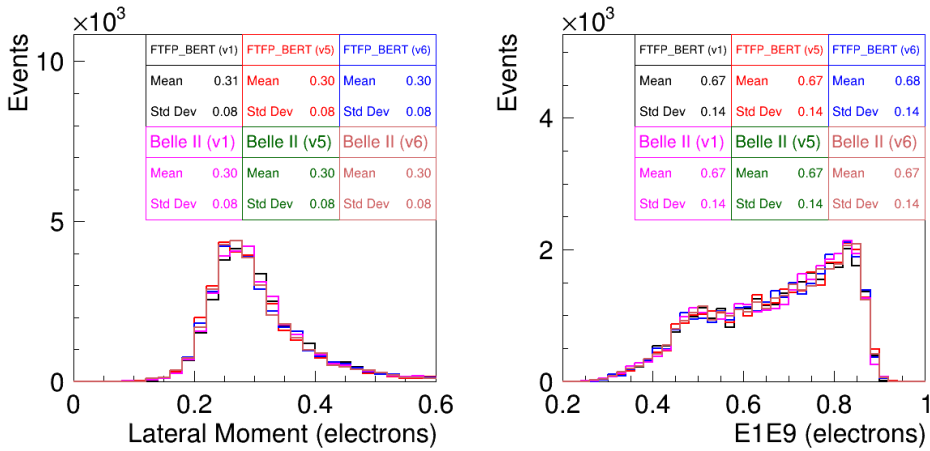 ×10³
Events
10
5
0
FTFP_BERT (v1) FTFP_BERT (v5) FTFP_BERT (v6)
Mean 0.31 Mean 0.30 Mean 0.30
Std Dev 0.08 Std Dev 0.08 Std Dev 0.08
Belle II (v1) Belle II (v5) Belle II (v6)
Mean 0.30 Mean 0.30 Mean 0.30
Std Dev 0.08 Std Dev 0.08 Std Dev 0.08
0 0.2 0.4 0.6
Lateral Moment (electrons)
×10³
Events
4
2
0
FTFP_BERT (v1) FTFP_BERT (v5) FTFP_BERT (v6)
Mean 0.67 Mean 0.67 Mean 0.68
Std Dev 0.14 Std Dev 0.14 Std Dev 0.14
Belle II (v1) Belle II (v5) Belle II (v6)
Mean 0.67 Mean 0.67 Mean 0.67
Std Dev 0.14 Std Dev 0.14 Std Dev 0.14
0.2 0.4 0.6 0.8 1
E1E9 (electrons)